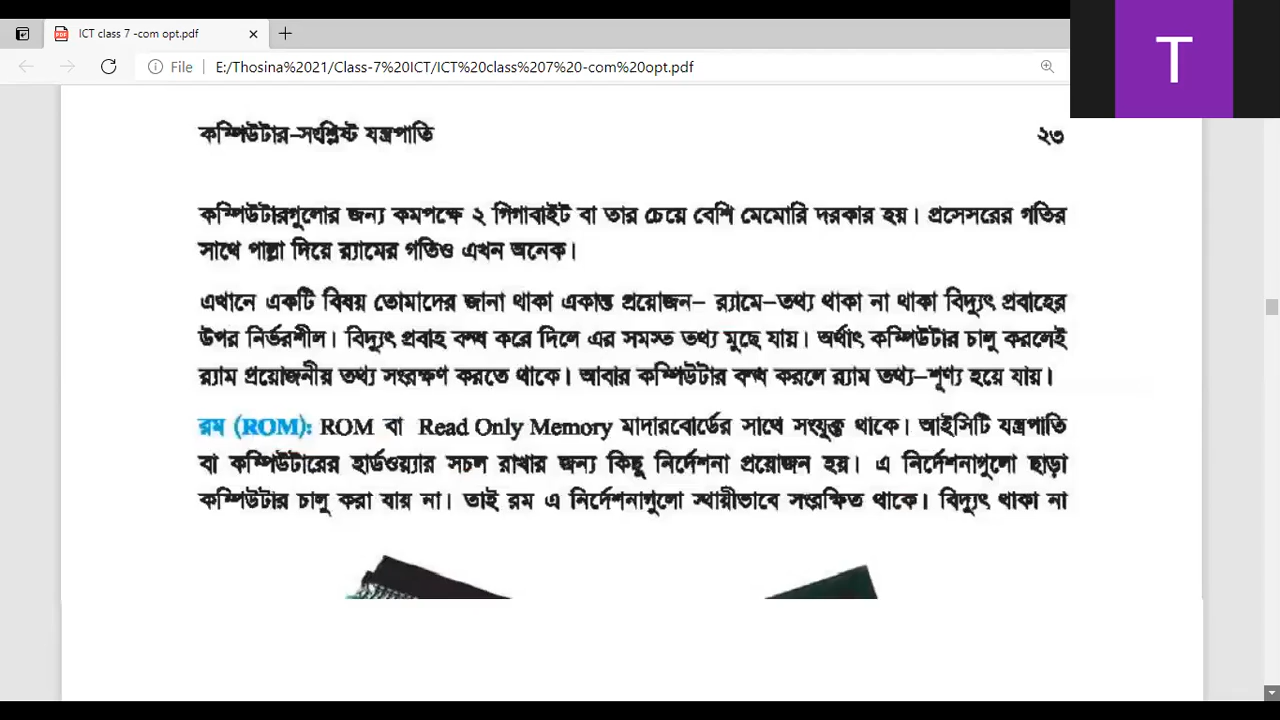 ICT class 7 -com opt.pdf
T
File E:/Thosina%2021/Class-7%20ICT/ICT%20class%207%20-com%20opt.pdf
কম্পিউটার-সংশ্লিষ্ট যন্ত্রপাতি ২৩
কম্পিউটারগুলোর জন্য কমপক্ষে ২ গিগাবাইট বা তার চেয়ে বেশি মেমোরি দরকার হয়। প্রসেসরের গতির
সাথে পাল্লা দিয়ে র‍্যামের গতিও এখন অনেক।
এখানে একটি বিষয় তোমাদের জানা থাকা একান্ত প্রয়োজন– র‍্যামে–তথ্য থাকা না থাকা বিদ্যুৎ প্রবাহের
উপর নির্ভরশীল। বিদ্যুৎ প্রবাহ বন্ধ করে দিলে এর সমস্ত তথ্য মুছে যায়। অর্থাৎ কম্পিউটার চালু করলেই
র‍্যাম প্রয়োজনীয় তথ্য সংরক্ষণ করতে থাকে। আবার কম্পিউটার বন্ধ করলে র‍্যাম তথ্য–শূণ্য হয়ে যায়।
রম (ROM): ROM বা Read Only Memory মাদারবোর্ডের সাথে সংযুক্ত থাকে। আইসিটি যন্ত্রপাতি
বা কম্পিউটারের হার্ডওয়্যার সচল রাখার জন্য কিছু নির্দেশনা প্রয়োজন হয়। এ নির্দেশনাগুলো ছাড়া
কম্পিউটার চালু করা যায় না। তাই রম এ নির্দেশনাগুলো স্থায়ীভাবে সংরক্ষিত থাকে। বিদ্যুৎ থাকা না